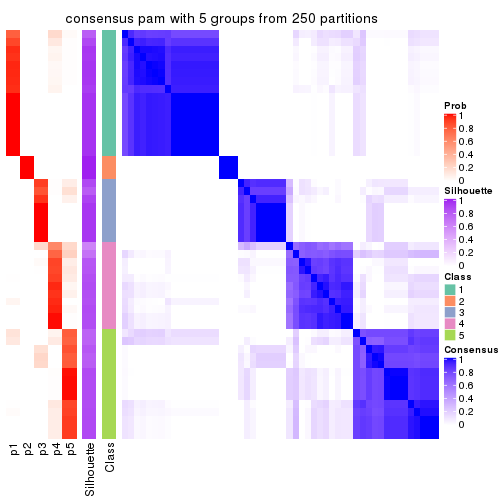 consensus pam with 5 groups from 250 partitions
Prob
1
0.8
0.6
0.4
0.2
0
Silhouette
1
0.8
0.6
0.4
0.2
0
Class
1
2
3
4
5
Consensus
1
0.8
0.6
0.4
0.2
0
p1
p2
p3
p4
p5
Silhouette
Class